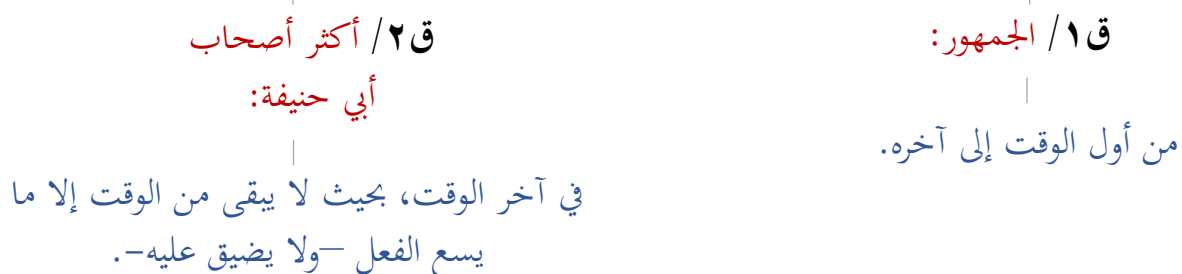 ق١/ الجمهور:
من أول الوقت إلى آخره.
ق٢/ أكثر أصحاب
أبي حنيفة:
في آخر الوقت، بحيث لا يبقى من الوقت إلا ما
يسع الفعل –ولا يضيق عليه–.